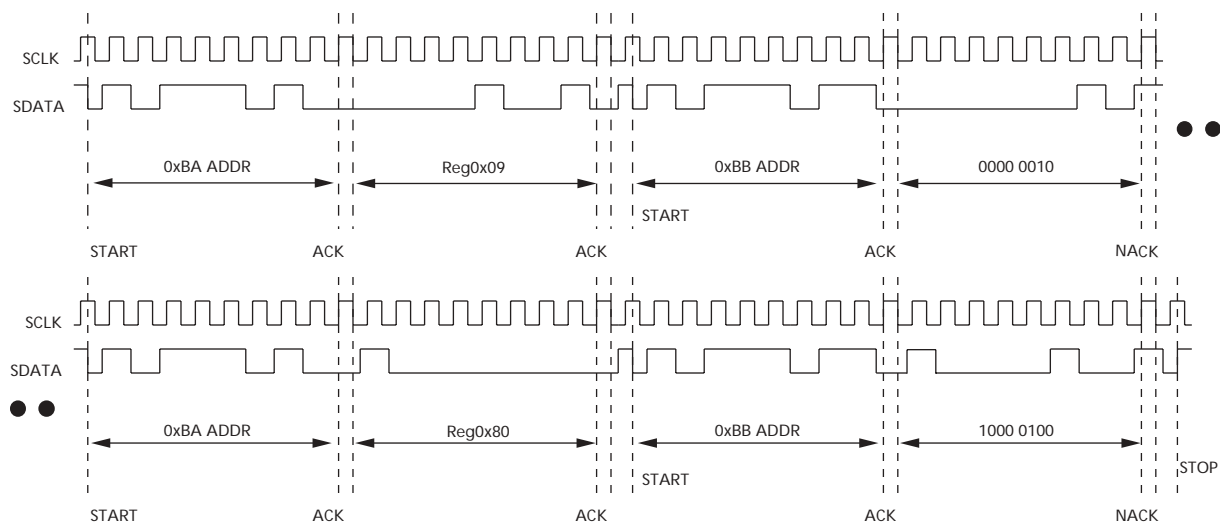 SCLK
SDATA
0xBA ADDR Reg0x09 0xBB ADDR 0000 0010
START
START ACK ACK ACK NACK
SCLK
SDATA
0xBA ADDR Reg0x80 0xBB ADDR 1000 0100
START STOP
START ACK ACK ACK NACK